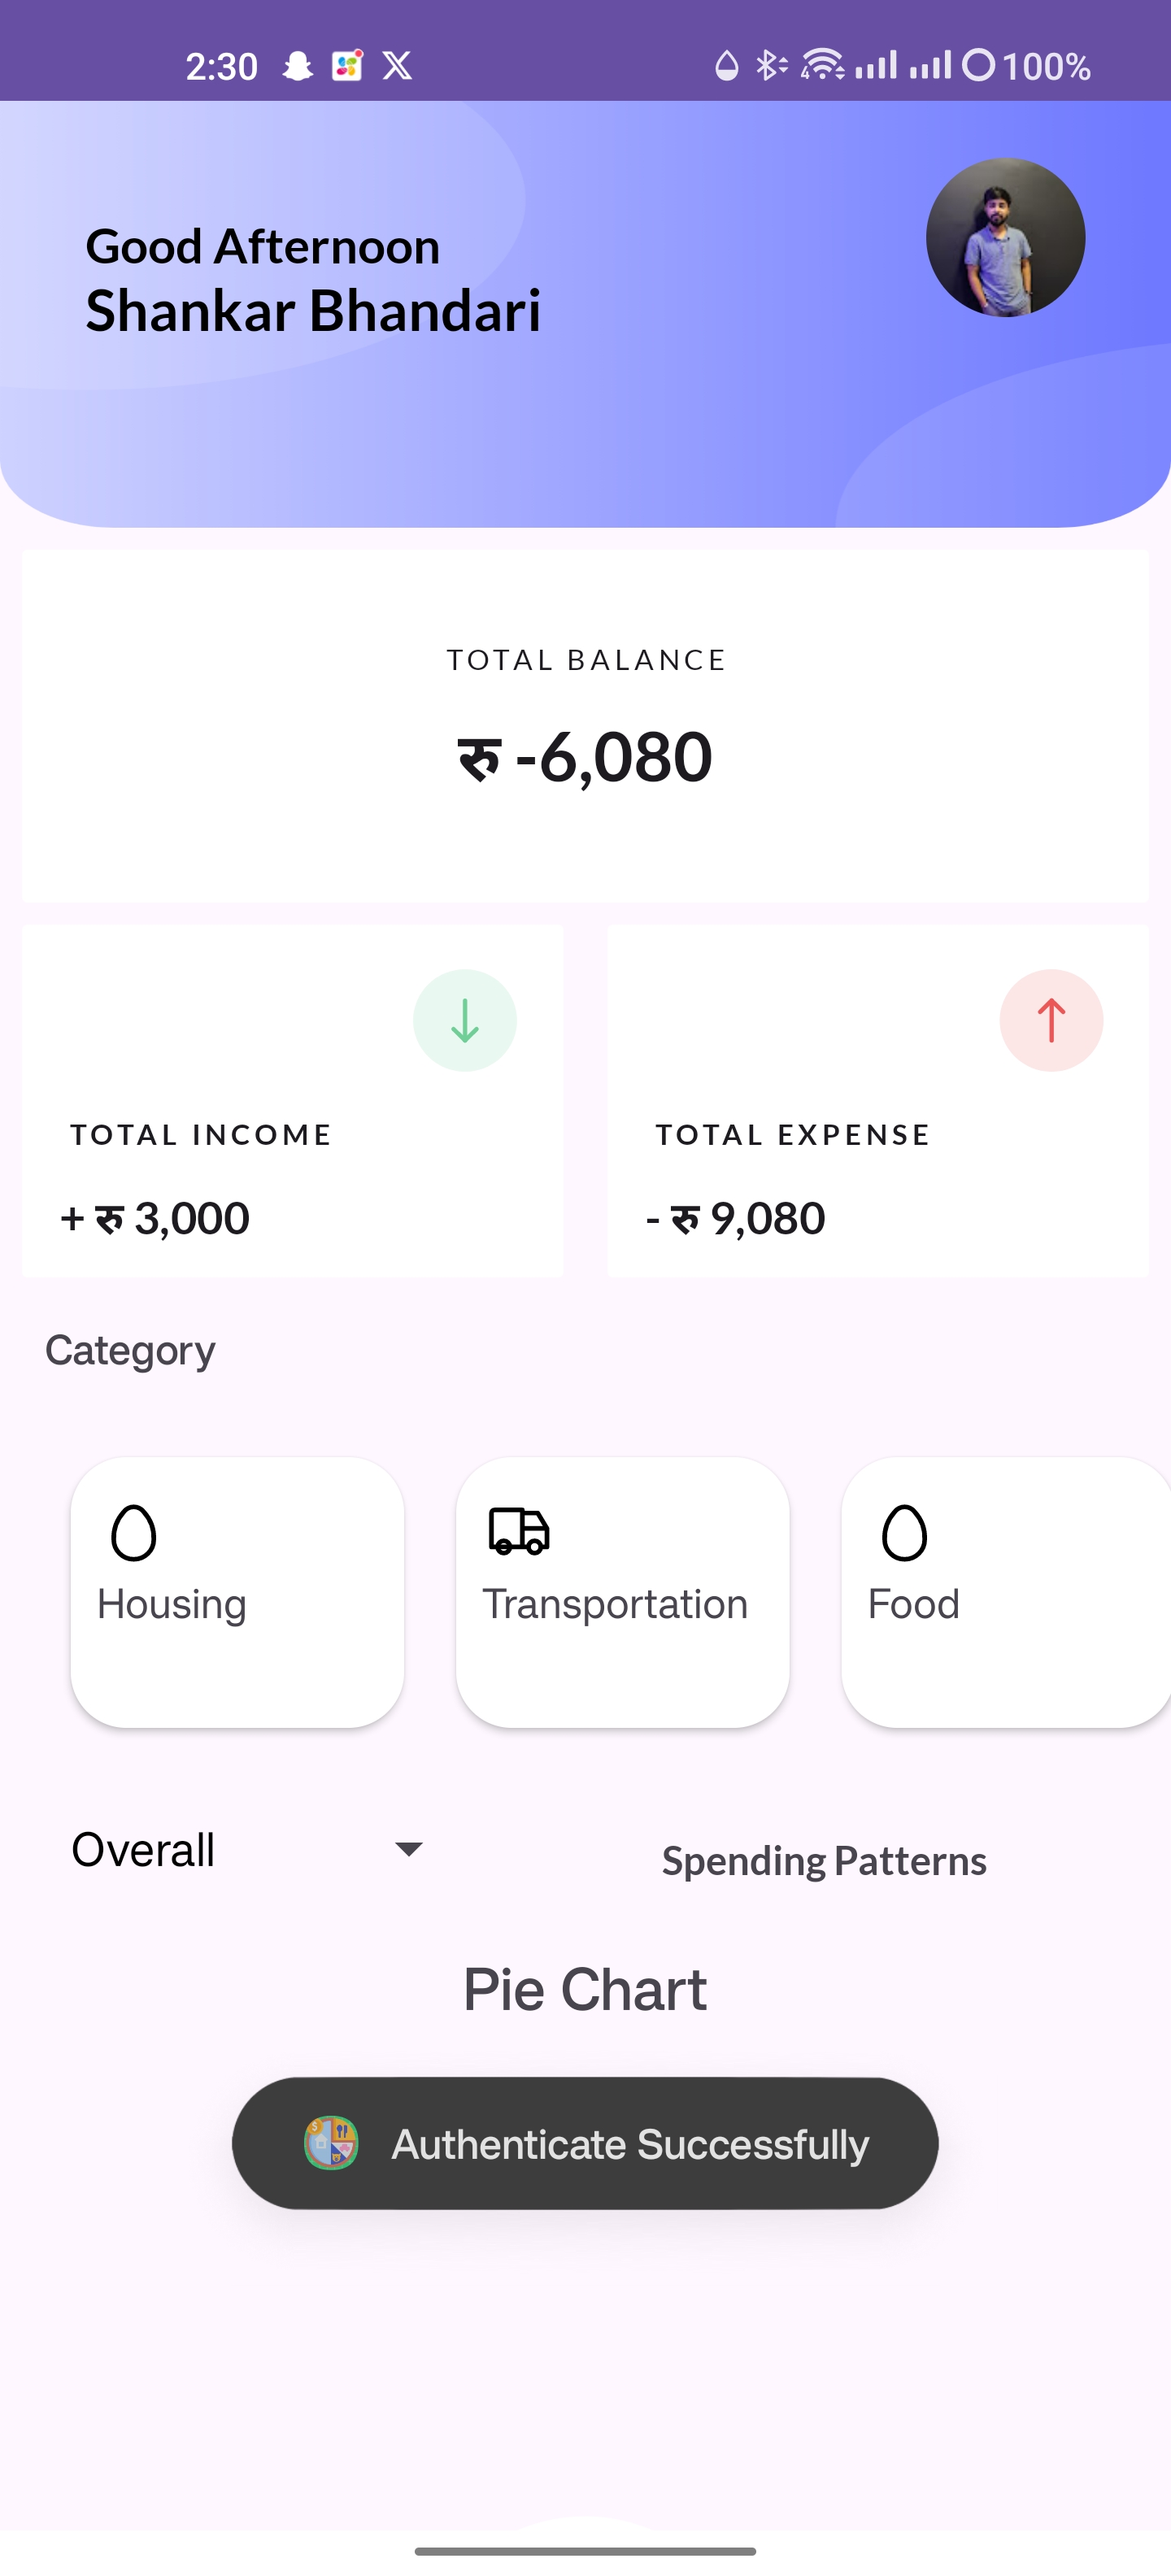 2:30
100%
Good Afternoon
Shankar Bhandari
TOTAL BALANCE
रु -6,080
TOTAL INCOME
+ रु 3,000
TOTAL EXPENSE
- रु 9,080
Category
Housing
Transportation
Food
Overall
Spending Patterns
Pie Chart
Authenticate Successfully